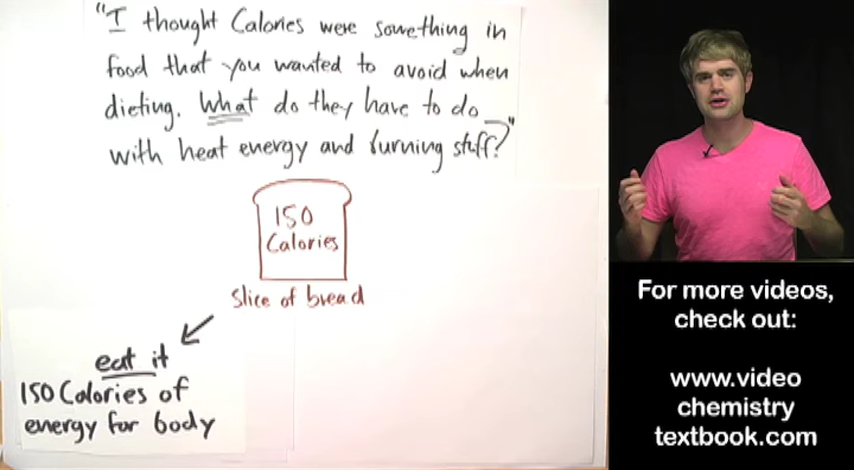 "I thought Calories were something in
food that you wanted to avoid when
dieting. What do they have to do
with heat energy and burning stuff?"
150
Calories
Slice of bread
eat it
150 Calories of
energy for body
For more videos,
check out:
www.video
chemistry
textbook.com